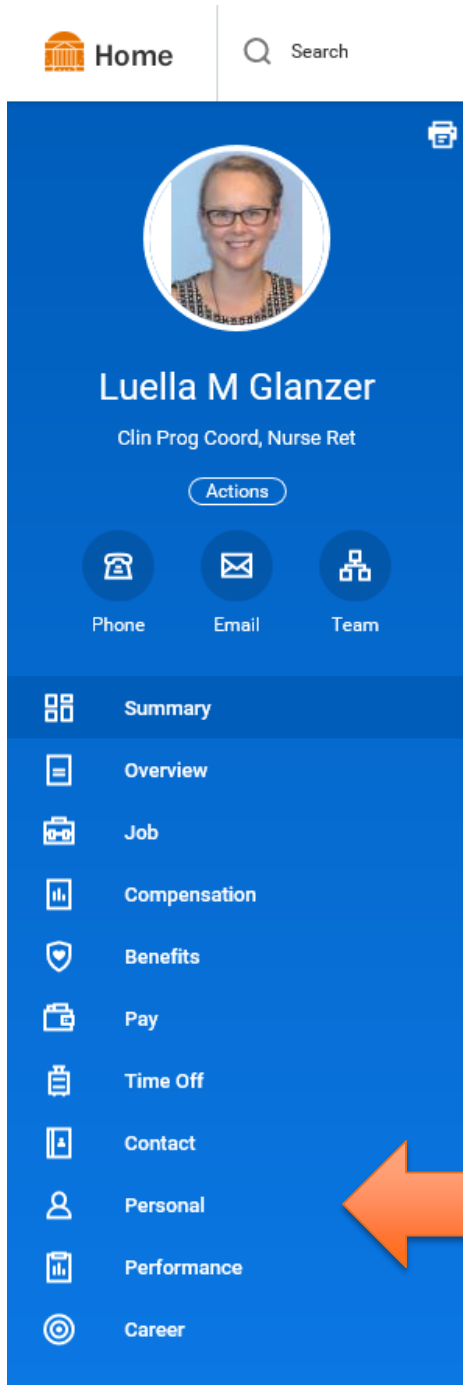 Home
Search
Luella M Glanzer
Clin Prog Coord, Nurse Ret
Actions
Phone Email Team
Summary
Overview
Job
Compensation
Benefits
Pay
Time Off
Contact
Personal
Performance
Career